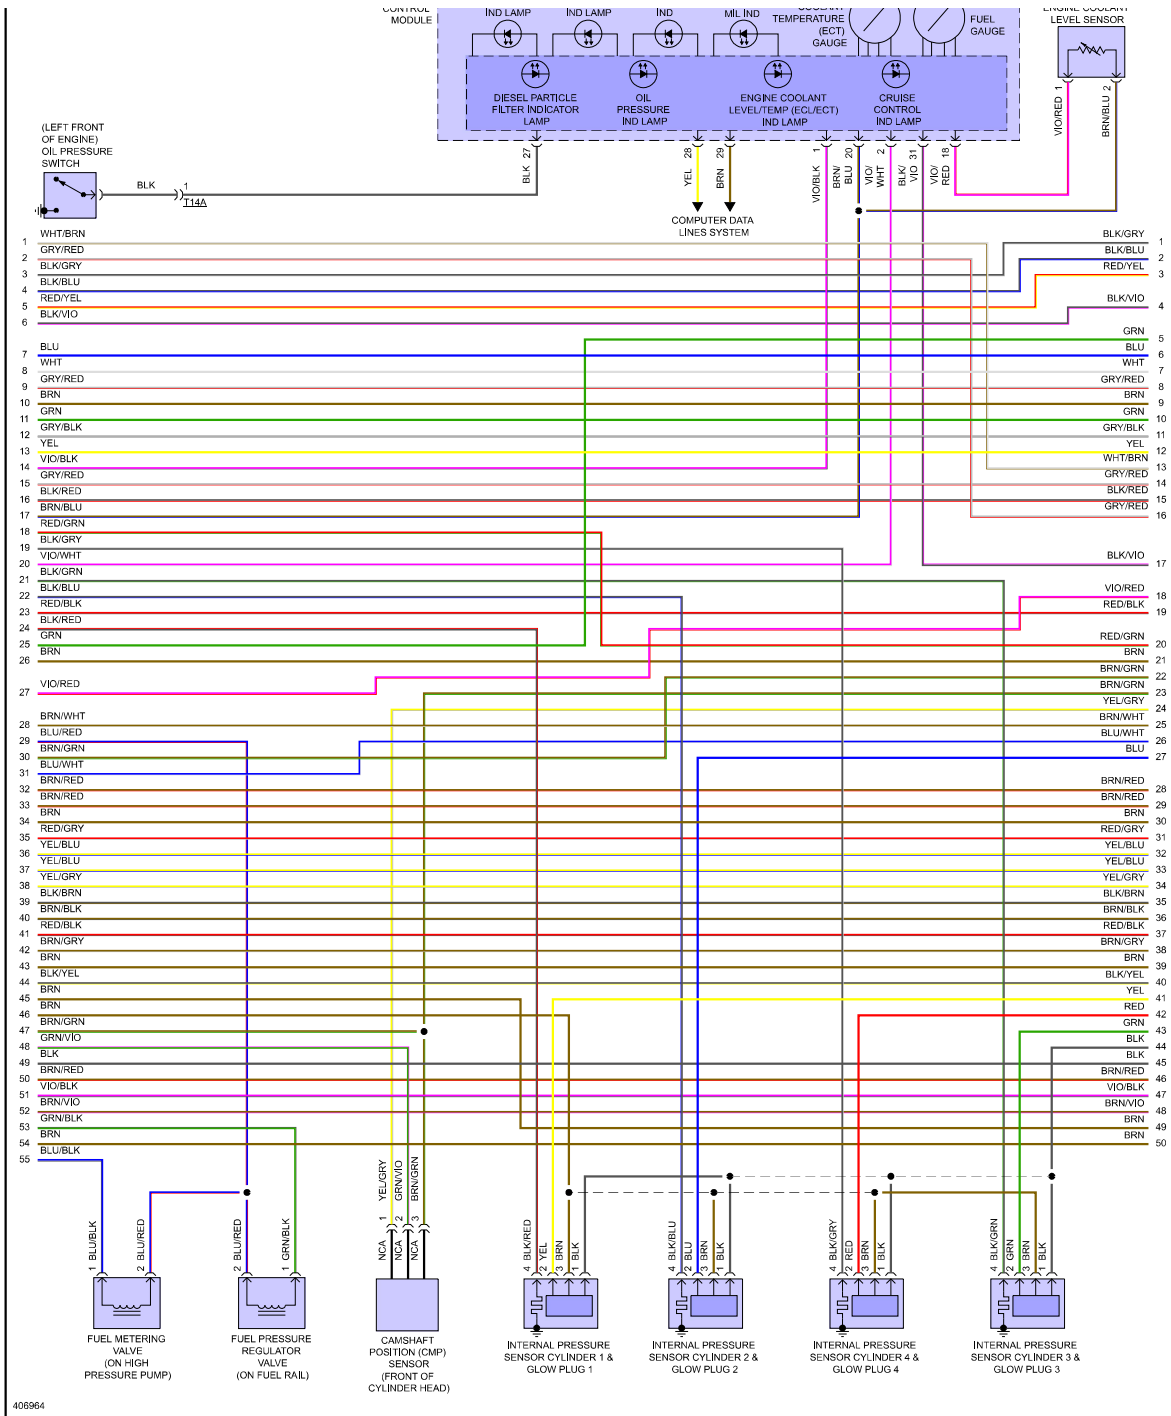 CONTROL
MODULE
IND LAMP
IND LAMP
IND
MIL IND
COOLANT
TEMPERATURE
(ECT)
GAUGE
FUEL
GAUGE
ENGINE COOLANT
LEVEL SENSOR
DIESEL PARTICLE
FILTER INDICATOR
LAMP
OIL
PRESSURE
IND LAMP
ENGINE COOLANT
LEVEL/TEMP (ECL/ECT)
IND LAMP
CRUISE
CONTROL
IND LAMP
VIO/RED 1
BRN/BLU 2
(LEFT FRONT
OF ENGINE)
OIL PRESSURE
SWITCH
BLK
1
T14A
BLK 27
YEL 28
BRN 29
VIO/BLK 1
BRN/
BLU 20
VIO/
WHT 2
BLK/
VIO 31
VIO/
RED 18
COMPUTER DATA
LINES SYSTEM
1 WHT/BRN
2 GRY/RED
3 BLK/GRY
4 BLK/BLU
5 RED/YEL
6 BLK/VIO
7 BLU
8 WHT
9 GRY/RED
10 BRN
11 GRN
12 GRY/BLK
13 YEL
14 VIO/BLK
15 GRY/RED
16 BLK/RED
17 BRN/BLU
18 RED/GRN
19 BLK/GRY
20 VIO/WHT
21 BLK/GRN
22 BLK/BLU
23 RED/BLK
24 BLK/RED
25 GRN
26 BRN
27 VIO/RED
28 BRN/WHT
29 BLU/RED
30 BRN/GRN
31 BLU/WHT
32 BRN/RED
33 BRN/RED
34 BRN
35 RED/GRY
36 YEL/BLU
37 YEL/BLU
38 YEL/GRY
39 BLK/BRN
40 BRN/BLK
41 RED/BLK
42 BRN/GRY
43 BRN
44 BLK/YEL
45 BRN
46 BRN
47 BRN/GRN
48 GRN/VIO
49 BLK
50 BRN/RED
51 VIO/BLK
52 BRN/VIO
53 GRN/BLK
54 BRN
55 BLU/BLK
BLK/GRY 1
BLK/BLU 2
RED/YEL 3
BLK/VIO 4
GRN 5
BLU 6
WHT 7
GRY/RED 8
BRN 9
GRN 10
GRY/BLK 11
YEL 12
WHT/BRN 13
GRY/RED 14
BLK/RED 15
GRY/RED 16
BLK/VIO 17
VIO/RED 18
RED/BLK 19
RED/GRN 20
BRN 21
BRN/GRN 22
BRN/GRN 23
YEL/GRY 24
BRN/WHT 25
BLU/WHT 26
BLU 27
BRN/RED 28
BRN/RED 29
BRN 30
RED/GRY 31
YEL/BLU 32
YEL/BLU 33
YEL/GRY 34
BLK/BRN 35
BRN/BLK 36
RED/BLK 37
BRN/GRY 38
BRN 39
BLK/YEL 40
YEL 41
RED 42
GRN 43
BLK 44
BLK 45
BRN/RED 46
VIO/BLK 47
BRN/VIO 48
BRN 49
BRN 50
1 BLU/BLK
2 BLU/RED
2 BLU/RED
1 GRN/BLK
NCA 1 YEL/GRY
NCA 2 GRN/VIO
NCA 3 BRN/GRN
4 BLK/RED
2 YEL
3 BRN
1 BLK
4 BLK/BLU
2 BLU
3 BRN
1 BLK
4 BLK/GRY
2 RED
3 BRN
1 BLK
4 BLK/GRN
2 GRN
3 BRN
1 BLK
FUEL METERING
VALVE
(ON HIGH
PRESSURE PUMP)
FUEL PRESSURE
REGULATOR
VALVE
(ON FUEL RAIL)
CAMSHAFT
POSITION (CMP)
SENSOR
(FRONT OF
CYLINDER HEAD)
INTERNAL PRESSURE
SENSOR CYLINDER 1 &
GLOW PLUG 1
INTERNAL PRESSURE
SENSOR CYLINDER 2 &
GLOW PLUG 2
INTERNAL PRESSURE
SENSOR CYLINDER 4 &
GLOW PLUG 4
INTERNAL PRESSURE
SENSOR CYLINDER 3 &
GLOW PLUG 3
406964